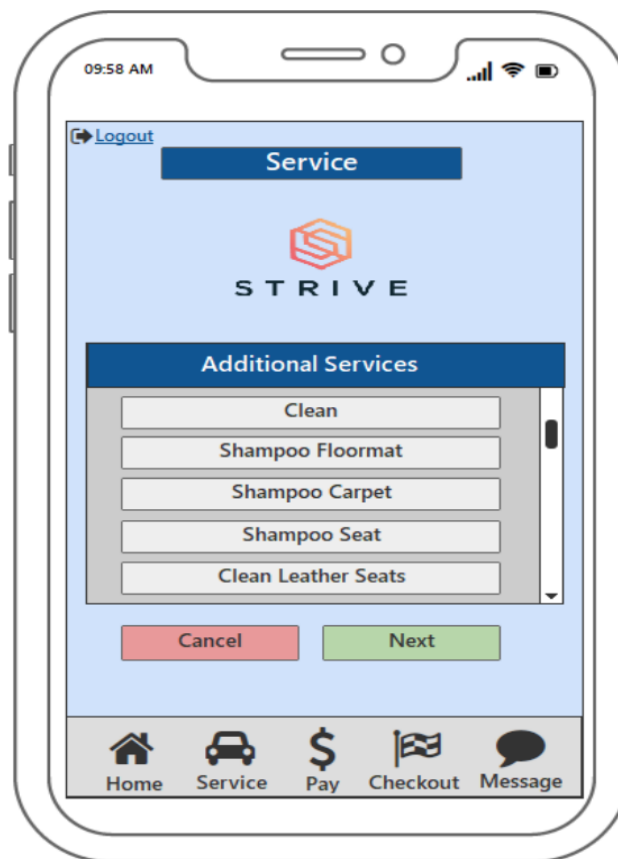 09:58 AM
Logout
Service
STRIVE
Additional Services
Clean
Shampoo Floormat
Shampoo Carpet
Shampoo Seat
Clean Leather Seats
Cancel Next
Home Service Pay Checkout Message